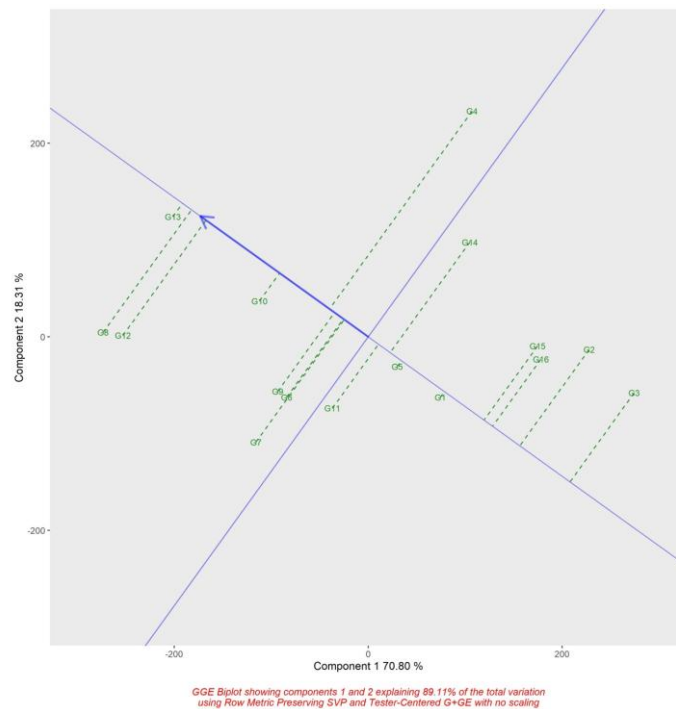 G4
200
G13
G14
G10
G8
G12
0
G15
G16
G2
G5
G9
G6
G1
G3
G11
G7
-200
-200
0
200
Component 2 18.31 %
Component 1 70.80 %
GGE Biplot showing components 1 and 2 explaining 89.11% of the total variation
using Row Metric Preserving SVP and Tester-Centered G+GE with no scaling